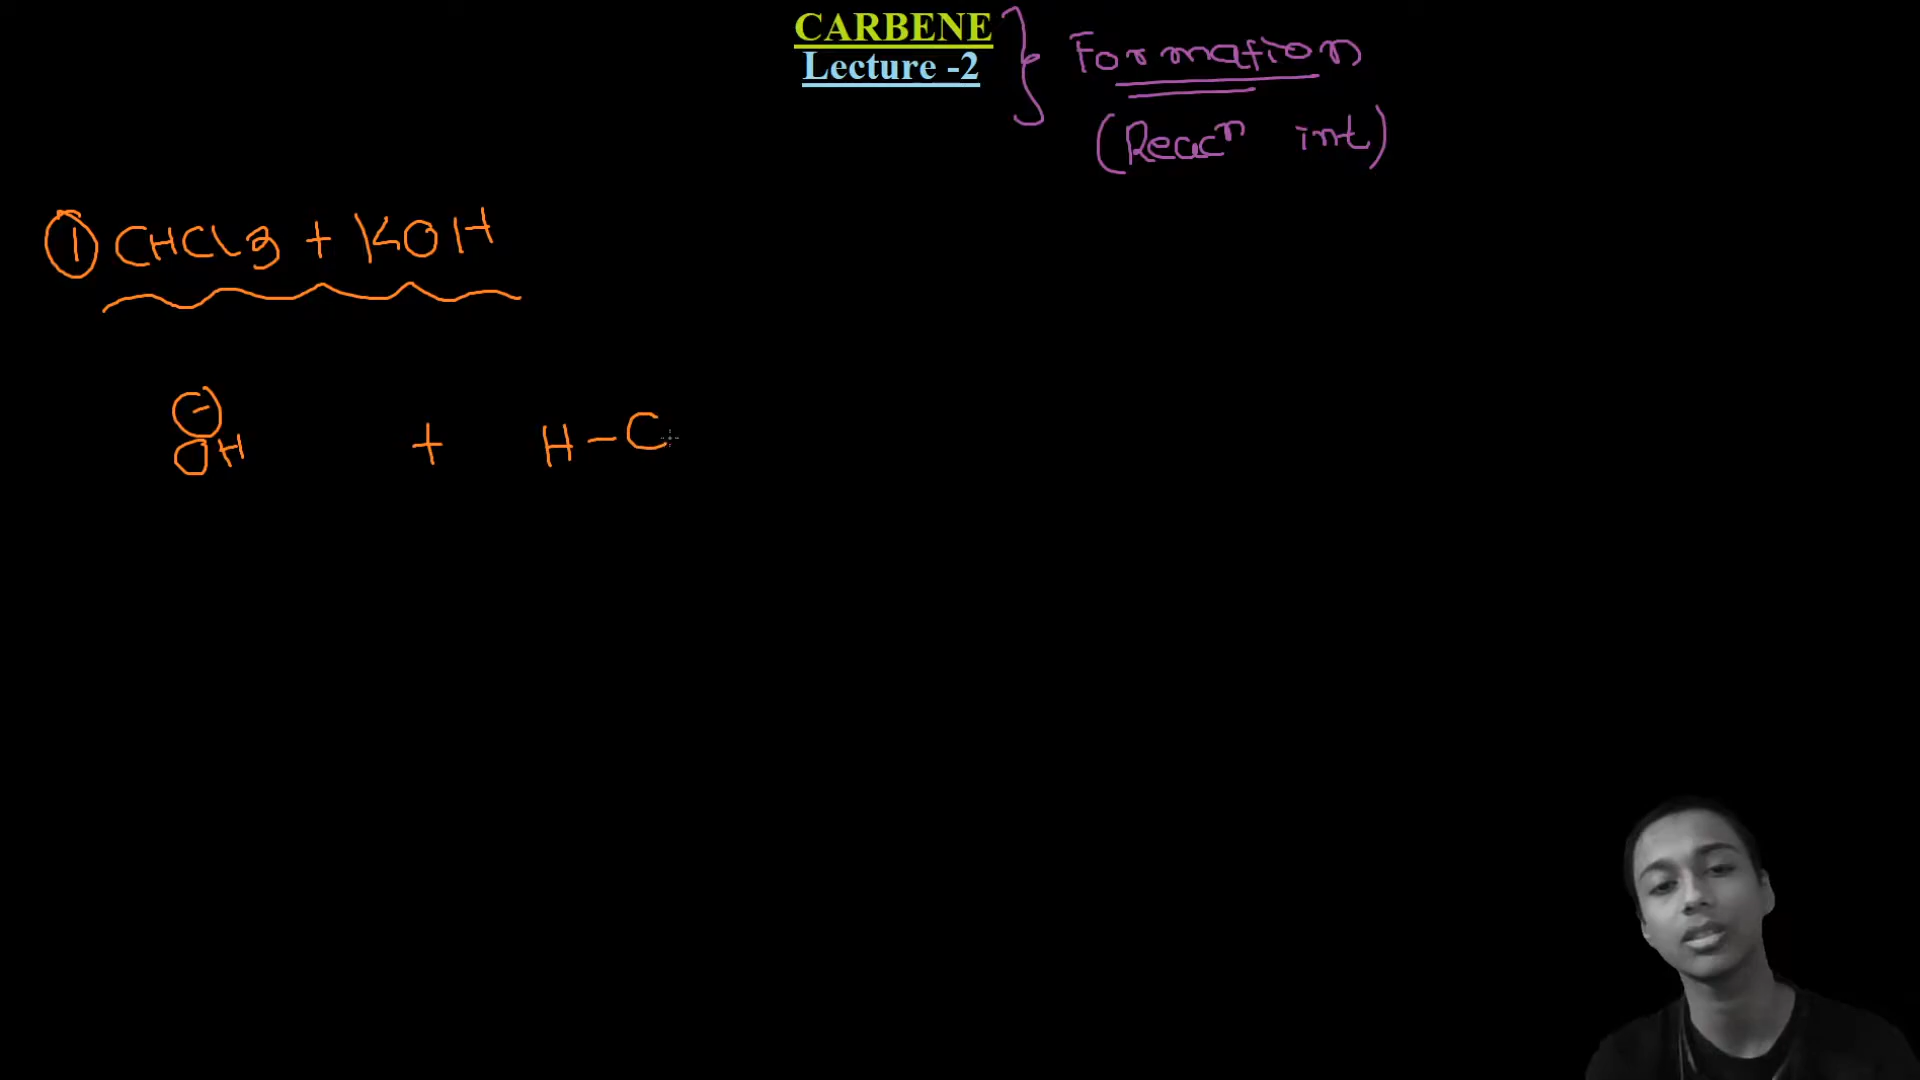 CARBENE
Lecture -2
Formation
(Reacn int)
① CHCl3 + KOH
⊖
OH + H-C